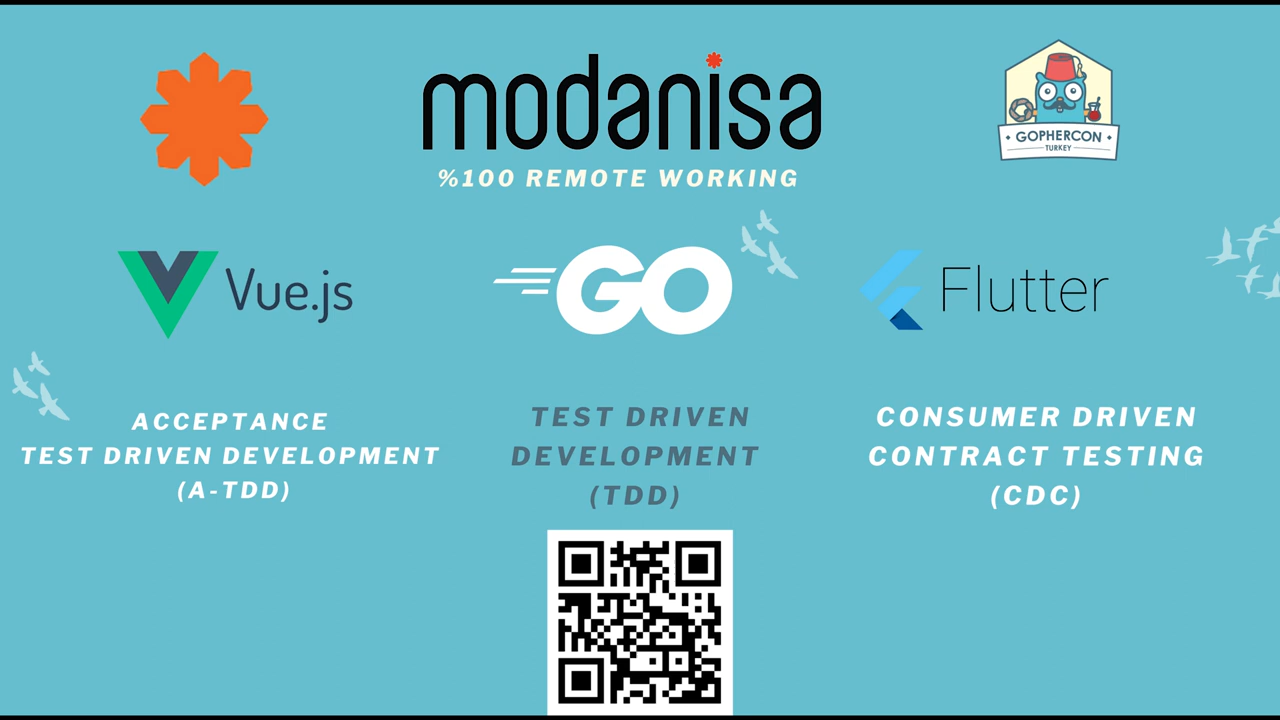 modanisa
%100 REMOTE WORKING
GOPHERCON
TURKEY
Vue.js
GO
Flutter
ACCEPTANCE
TEST DRIVEN DEVELOPMENT
(A-TDD)
TEST DRIVEN
DEVELOPMENT
(TDD)
CONSUMER DRIVEN
CONTRACT TESTING
(CDC)